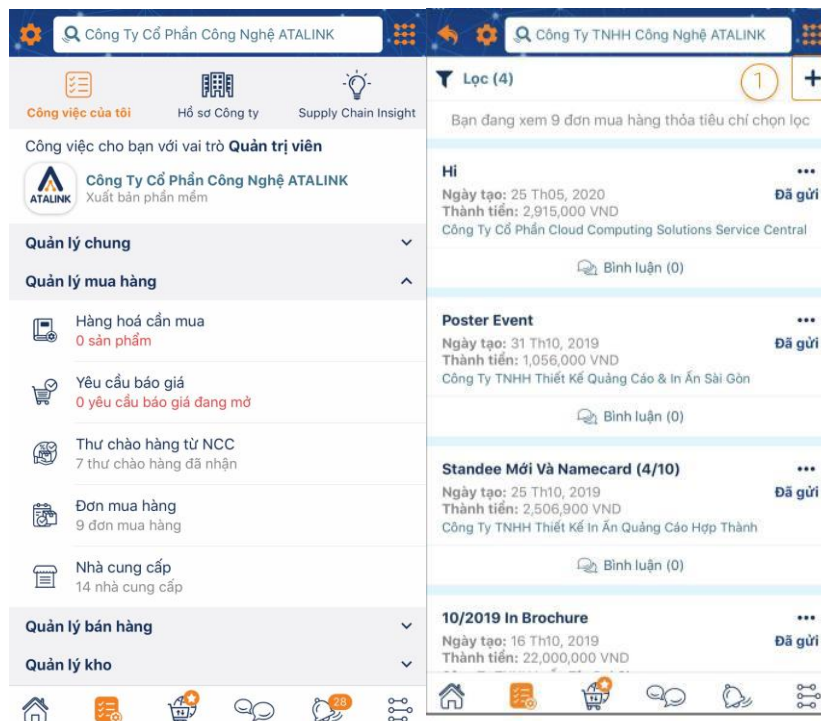 Công Ty Cổ Phần Công Nghệ ATALINK
Công việc của tôi
Hồ sơ Công ty
Supply Chain Insight
Công việc cho bạn với vai trò Quản trị viên
ATALINK
Công Ty Cổ Phần Công Nghệ ATALINK
Xuất bản phần mềm
Quản lý chung
Quản lý mua hàng
Hàng hoá cần mua
0 sản phẩm
Yêu cầu báo giá
0 yêu cầu báo giá đang mở
Thư chào hàng từ NCC
7 thư chào hàng đã nhận
Đơn mua hàng
9 đơn mua hàng
Nhà cung cấp
14 nhà cung cấp
Quản lý bán hàng
Quản lý kho
28
Công Ty TNHH Công Nghệ ATALINK
Lọc (4)
1
Bạn đang xem 9 đơn mua hàng thỏa tiêu chí chọn lọc
Hi
Ngày tạo: 25 Th05, 2020
Đã gửi
Thành tiền: 2,915,000 VND
Công Ty Cổ Phần Cloud Computing Solutions Service Central
Bình luận (0)
Poster Event
Ngày tạo: 31 Th10, 2019
Đã gửi
Thành tiền: 1,056,000 VND
Công Ty TNHH Thiết Kế Quảng Cáo & In Ấn Sài Gòn
Bình luận (0)
Standee Mới Và Namecard (4/10)
Ngày tạo: 25 Th10, 2019
Đã gửi
Thành tiền: 2,506,900 VND
Công Ty TNHH Thiết Kế In Ấn Quảng Cáo Hợp Thành
Bình luận (0)
10/2019 In Brochure
Ngày tạo: 16 Th10, 2019
Đã gửi
Thành tiền: 22,000,000 VND